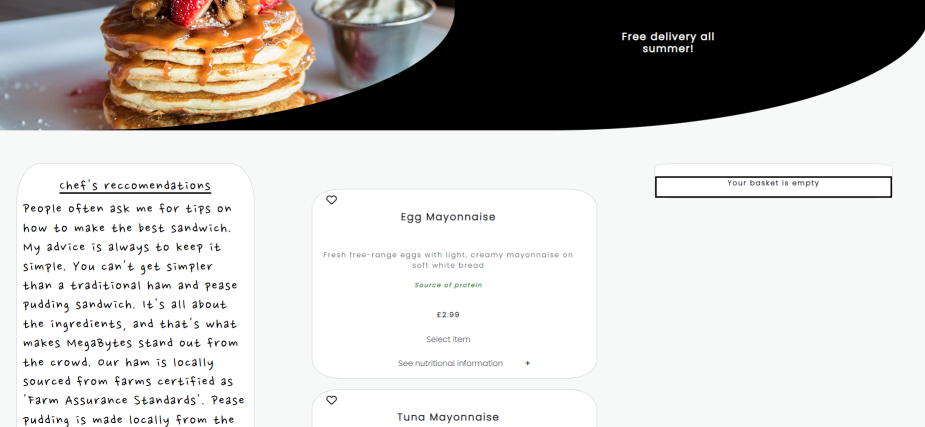 Free delivery all
summer!
chef's reccomendations
People often ask me for tips on
how to make the best sandwich.
My advice is always to keep it
simple. You can't get simpler
than a traditional ham and pease
pudding sandwich. It's all about
the ingredients, and that's what
makes MegaBytes stand out from
the crowd. Our ham is locally
sourced from farms certified as
'Farm Assurance Standards'. Pease
pudding is made locally from the
Egg Mayonnaise
Fresh free-range eggs with light, creamy mayonnaise on
soft white bread
Source of protein
£2.99
Select item
See nutritional information +
Tuna Mayonnaise
Your basket is empty